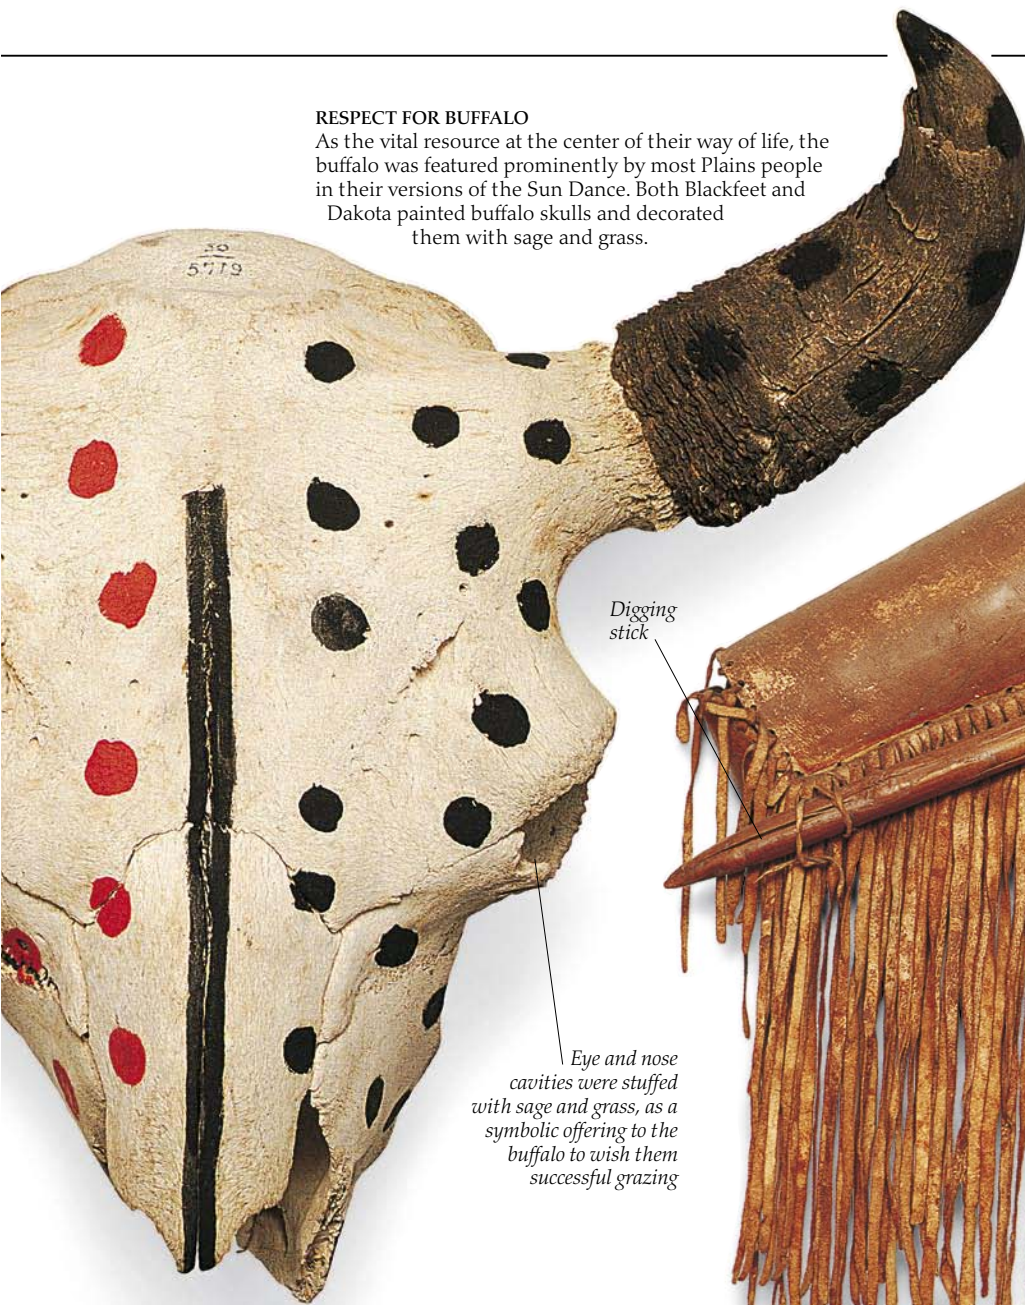 RESPECT FOR BUFFALO
As the vital resource at the center of their way of life, the
buffalo was featured prominently by most Plains people
in their versions of the Sun Dance. Both Blackfeet and
Dakota painted buffalo skulls and decorated
them with sage and grass.
50
5719
Digging
stick
Eye and nose
cavities were stuffed
with sage and grass, as a
symbolic offering to the
buffalo to wish them
successful grazing